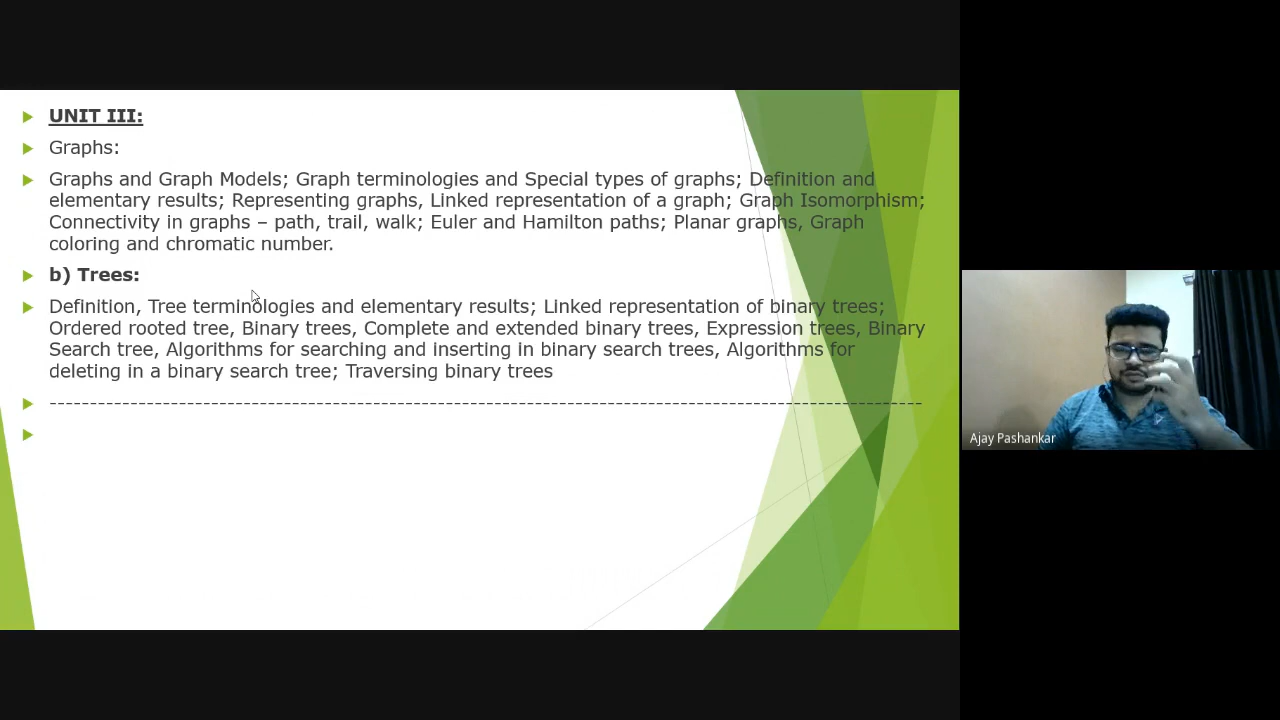 UNIT III:
Graphs:
Graphs and Graph Models; Graph terminologies and Special types of graphs; Definition and
elementary results; Representing graphs, Linked representation of a graph; Graph Isomorphism;
Connectivity in graphs – path, trail, walk; Euler and Hamilton paths; Planar graphs, Graph
coloring and chromatic number.
b) Trees:
Definition, Tree terminologies and elementary results; Linked representation of binary trees;
Ordered rooted tree, Binary trees, Complete and extended binary trees, Expression trees, Binary
Search tree, Algorithms for searching and inserting in binary search trees, Algorithms for
deleting in a binary search tree; Traversing binary trees
Ajay Pashankar